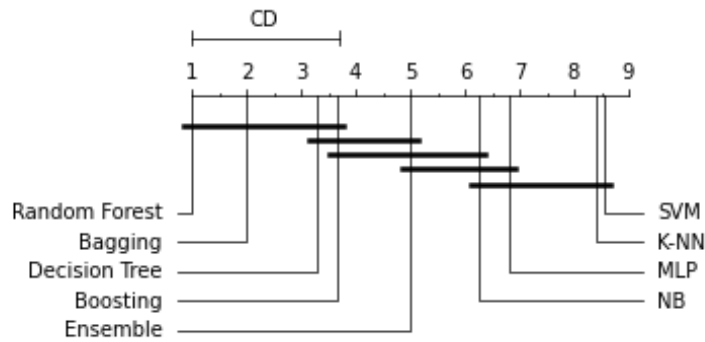 CD
1 2 3 4 5 6 7 8 9
Random Forest SVM
Bagging K-NN
Decision Tree MLP
Boosting NB
Ensemble